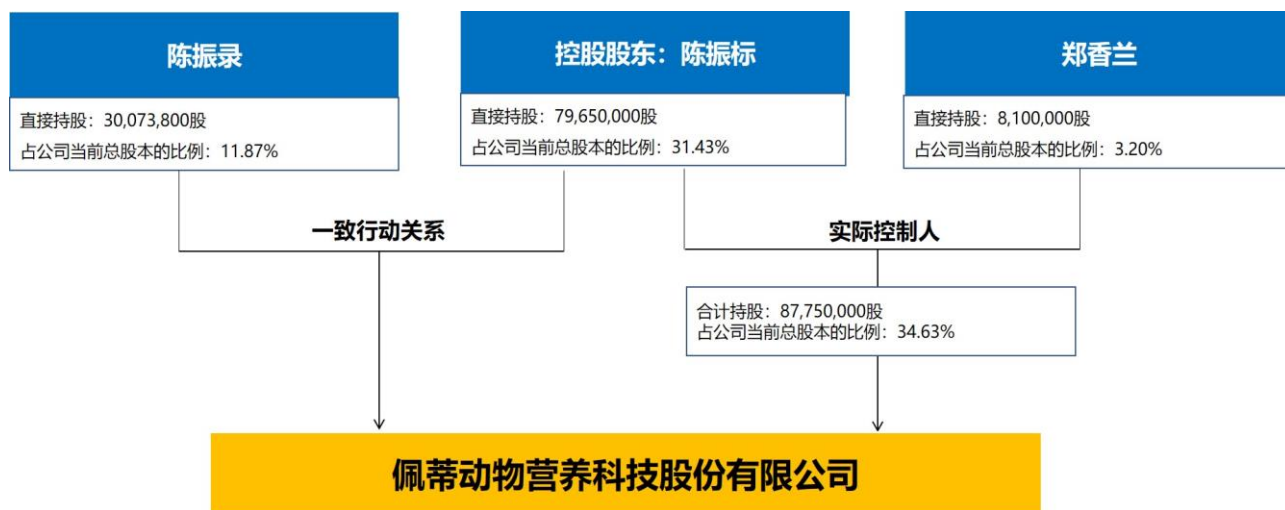 陈振录
直接持股：30,073,800股
占公司当前总股本的比例：11.87%
控股股东：陈振标
直接持股：79,650,000股
占公司当前总股本的比例：31.43%
郑香兰
直接持股：8,100,000股
占公司当前总股本的比例：3.20%
一致行动关系
实际控制人
合计持股：87,750,000股
占公司当前总股本的比例：34.63%
佩蒂动物营养科技股份有限公司